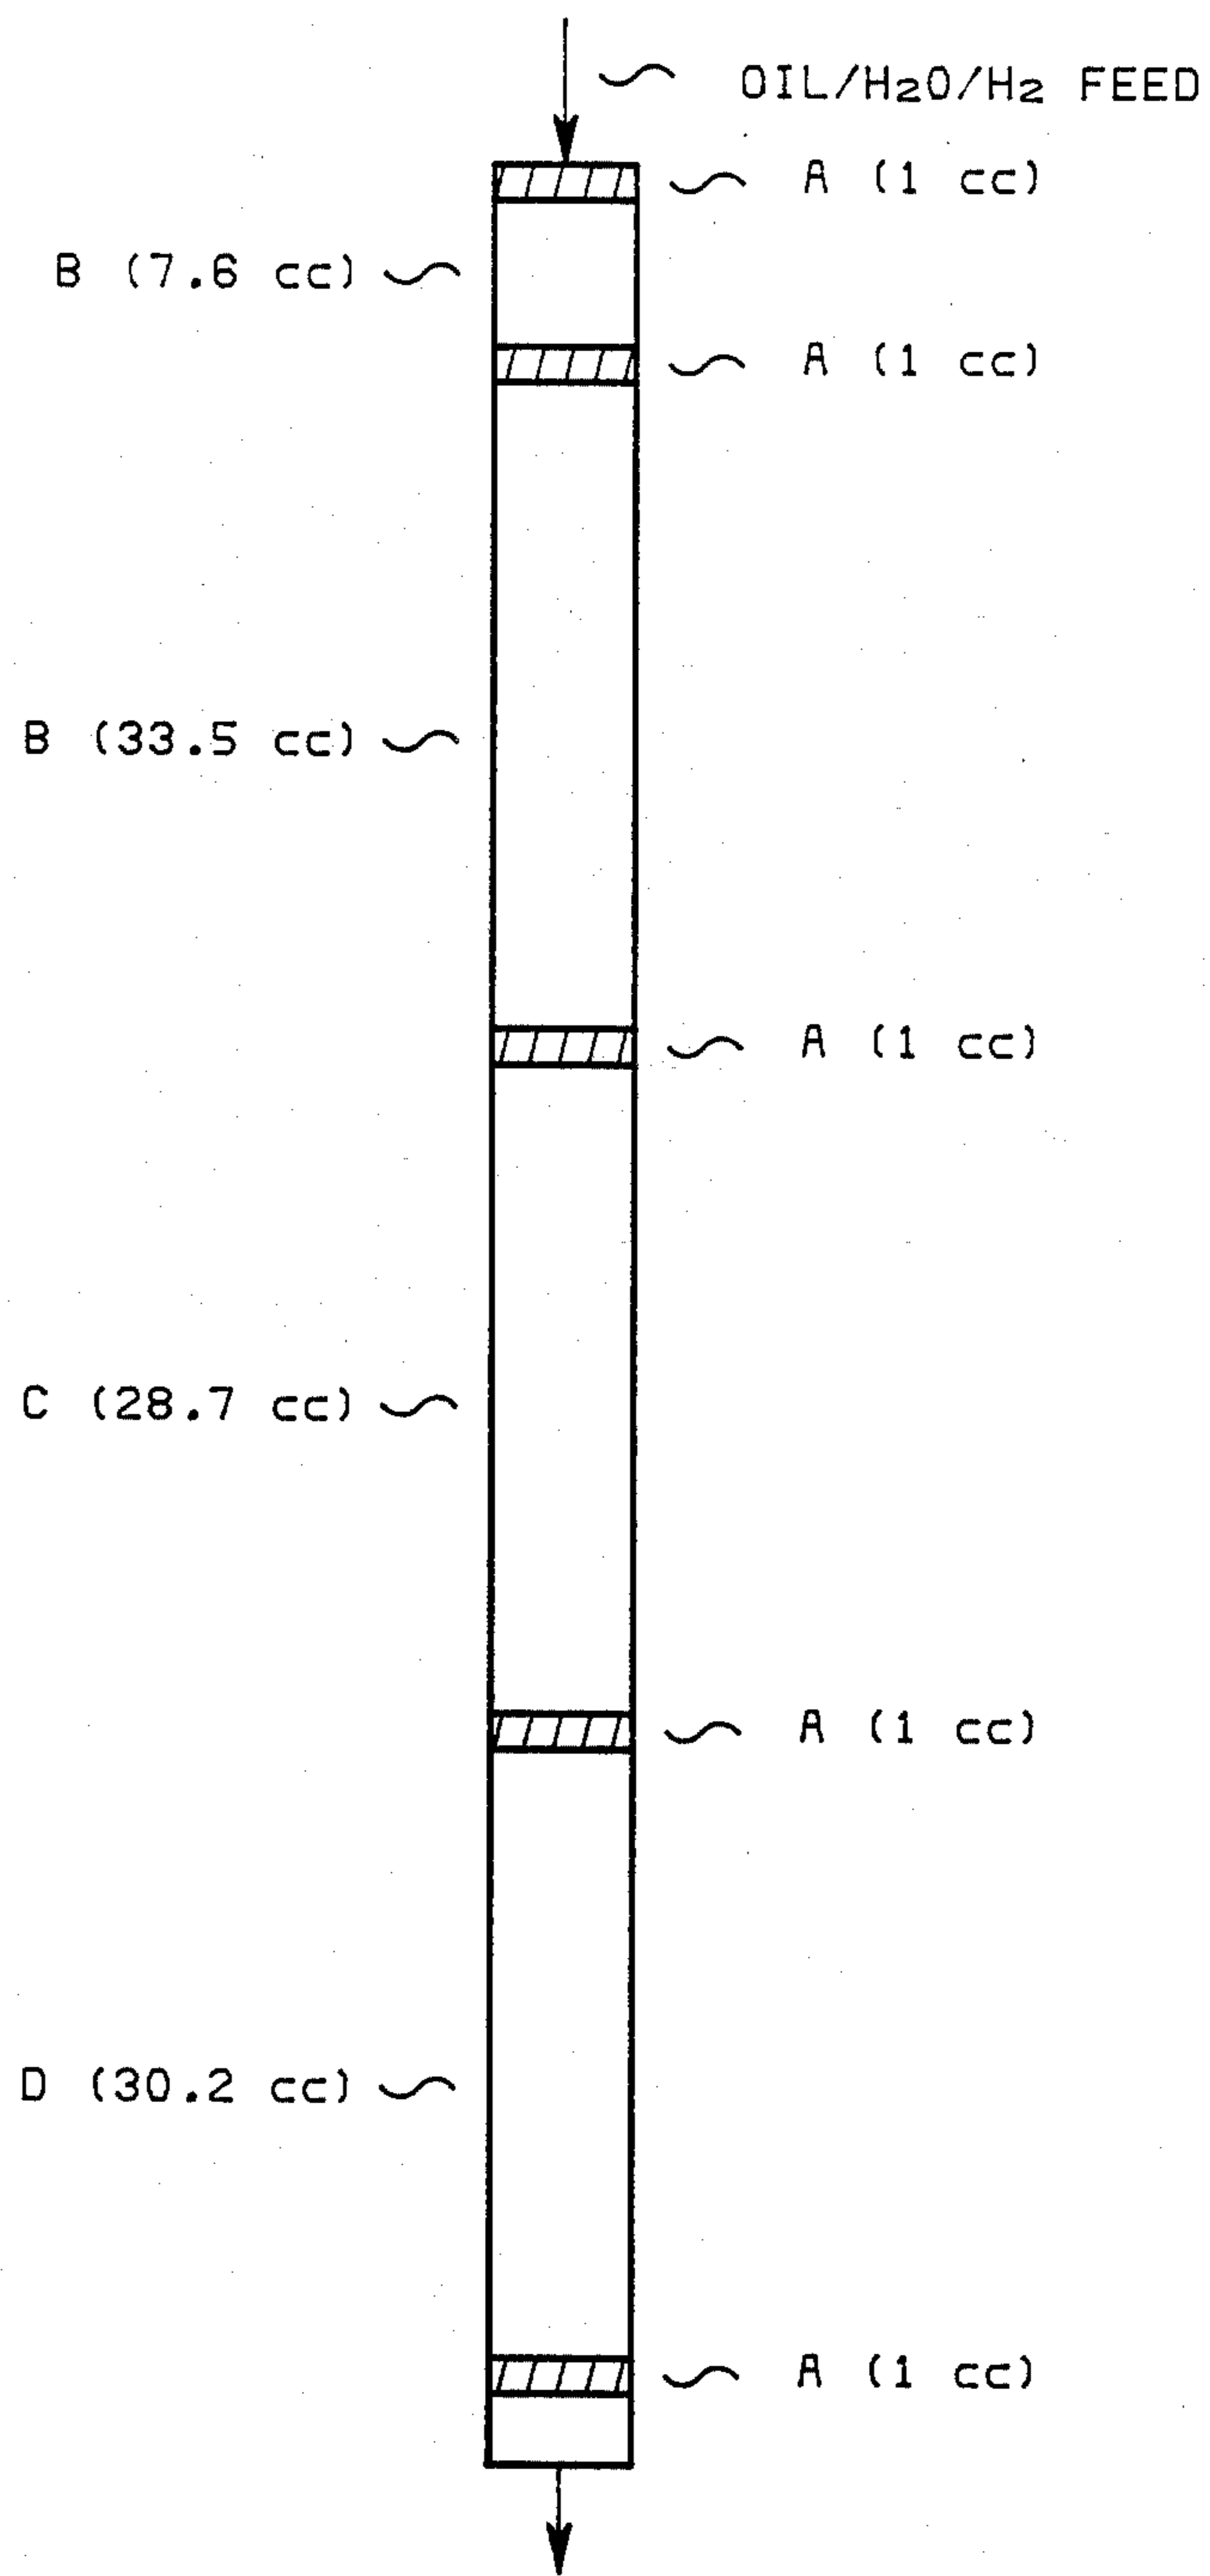 OIL/H₂O/H₂ FEED
A (1 cc)
B (7.6 cc)
A (1 cc)
B (33.5 cc)
A (1 cc)
C (28.7 cc)
A (1 cc)
D (30.2 cc)
A (1 cc)